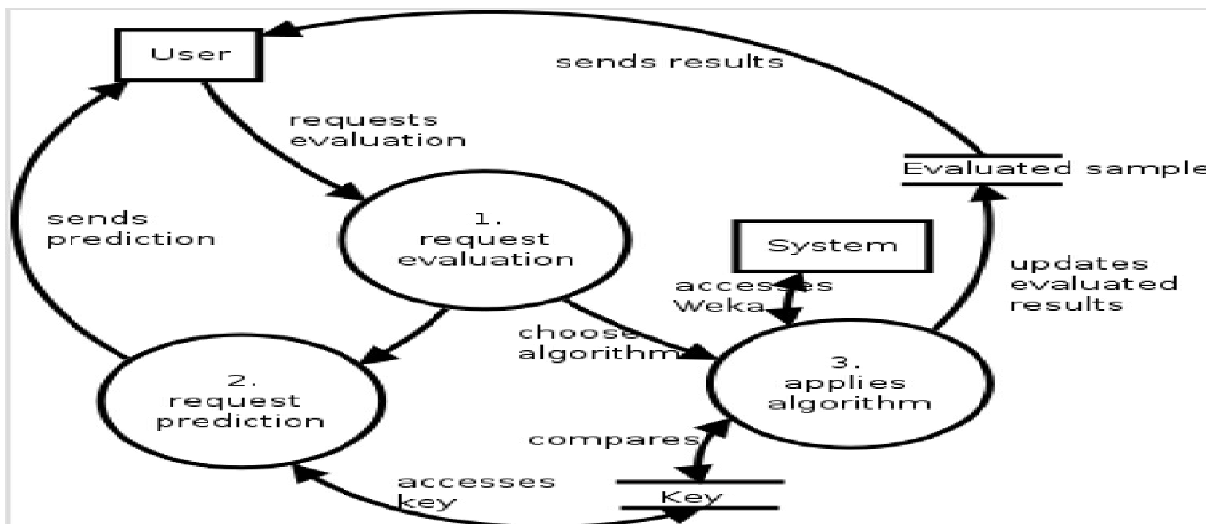 User
sends results
requests
evaluation
Evaluated sample
sends
prediction
1.
request
evaluation
System
accesses
Weka
updates
evaluated
results
choose
algorithm
3.
applies
algorithm
2.
request
prediction
compares
accesses
key
Key